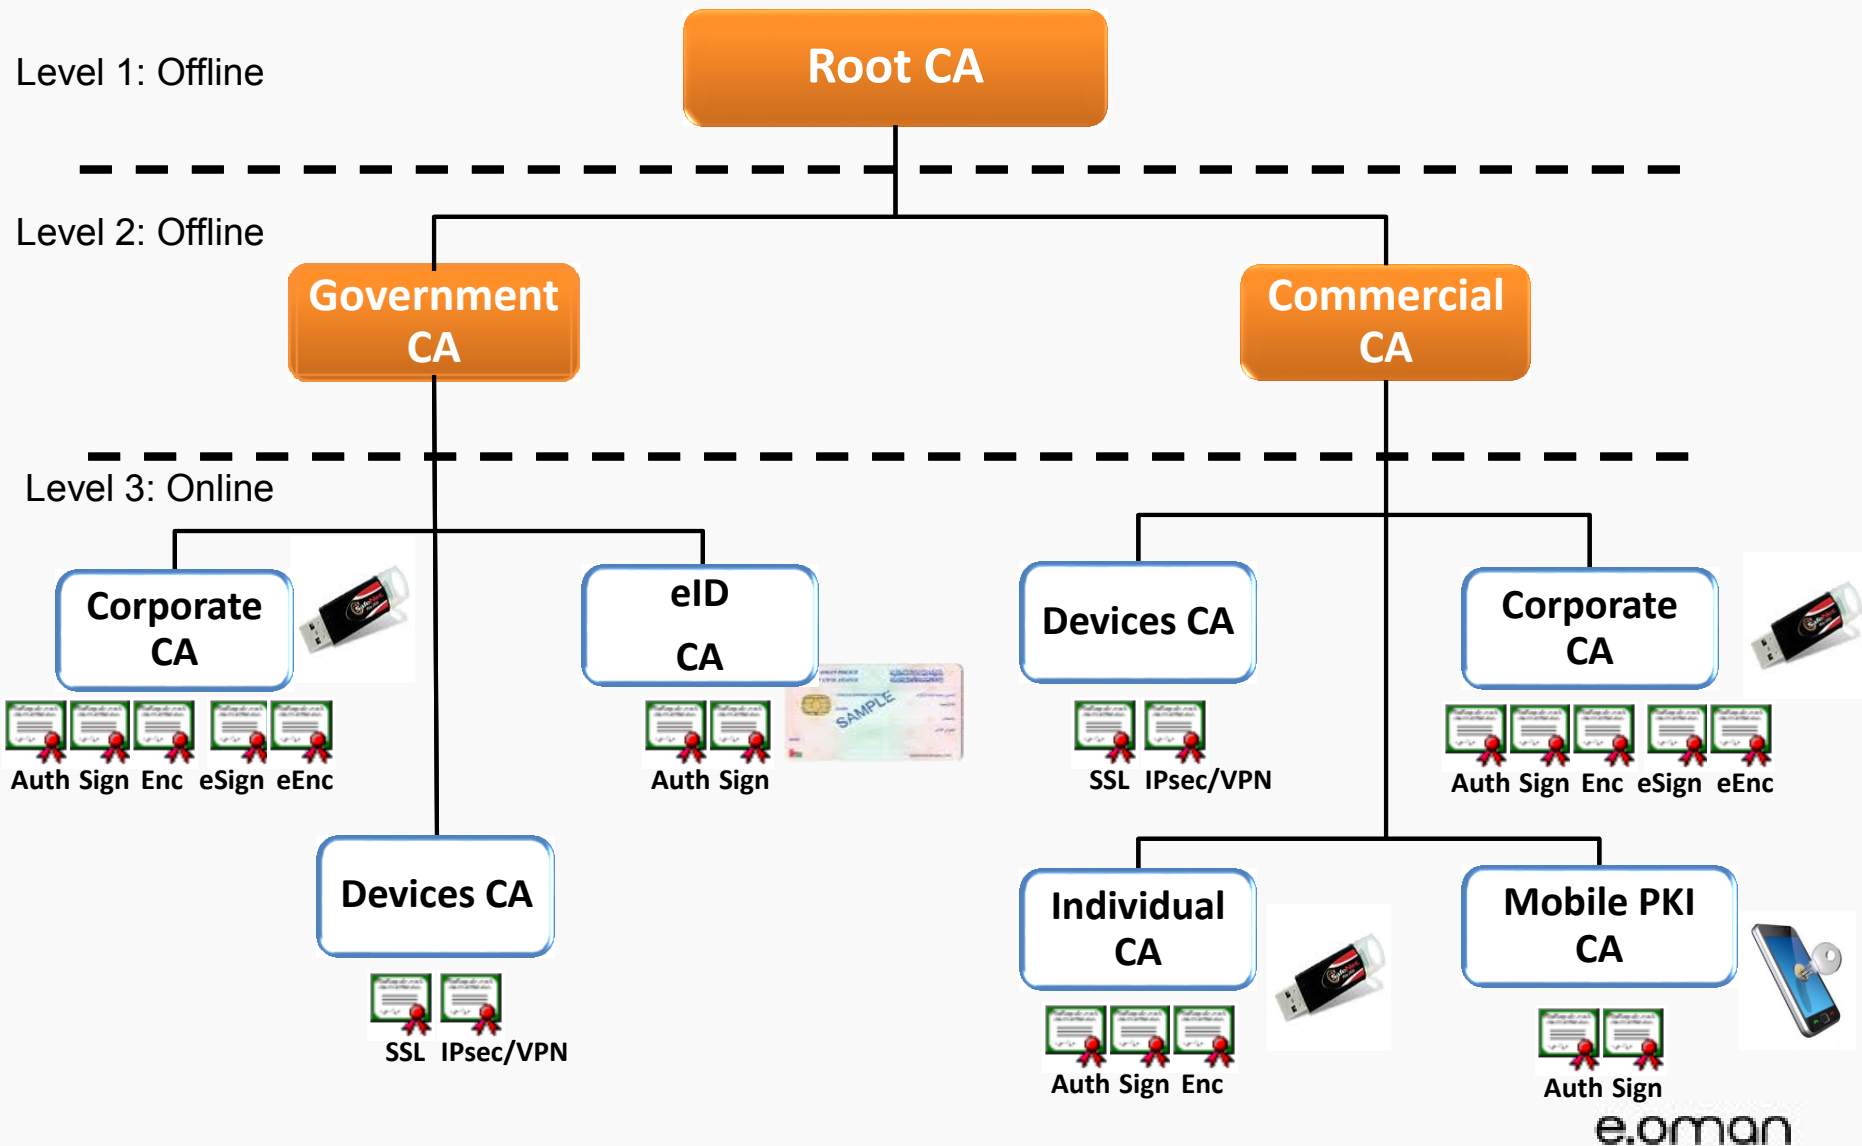 Root CA
Level 1: Offline
Level 2: Offline
Government
CA
Commercial
CA
Level 3: Online
Corporate
CA
eID
CA
Devices CA
Corporate
CA
SAMPLE
Auth Sign Enc eSign eEnc
Auth Sign
SSL IPsec/VPN
Auth Sign Enc eSign eEnc
Devices CA
Individual
CA
Mobile PKI
CA
SSL IPsec/VPN
Auth Sign Enc
Auth Sign
e.oman